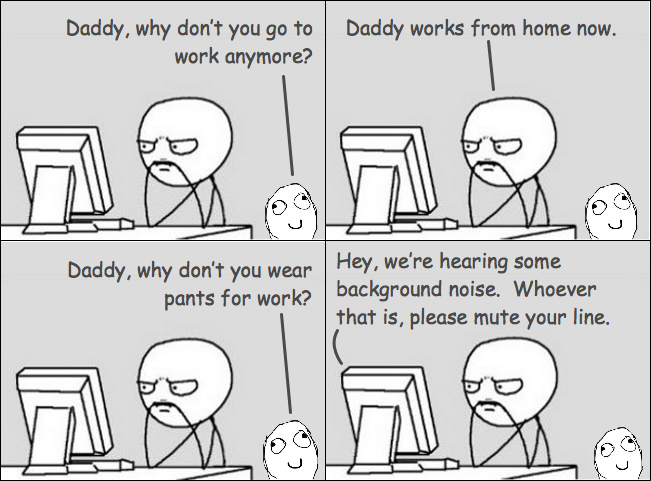 Daddy, why don't you go to
work anymore?
Daddy works from home now.
Daddy, why don't you wear
pants for work?
Hey, we're hearing some
background noise.  Whoever
that is, please mute your line.